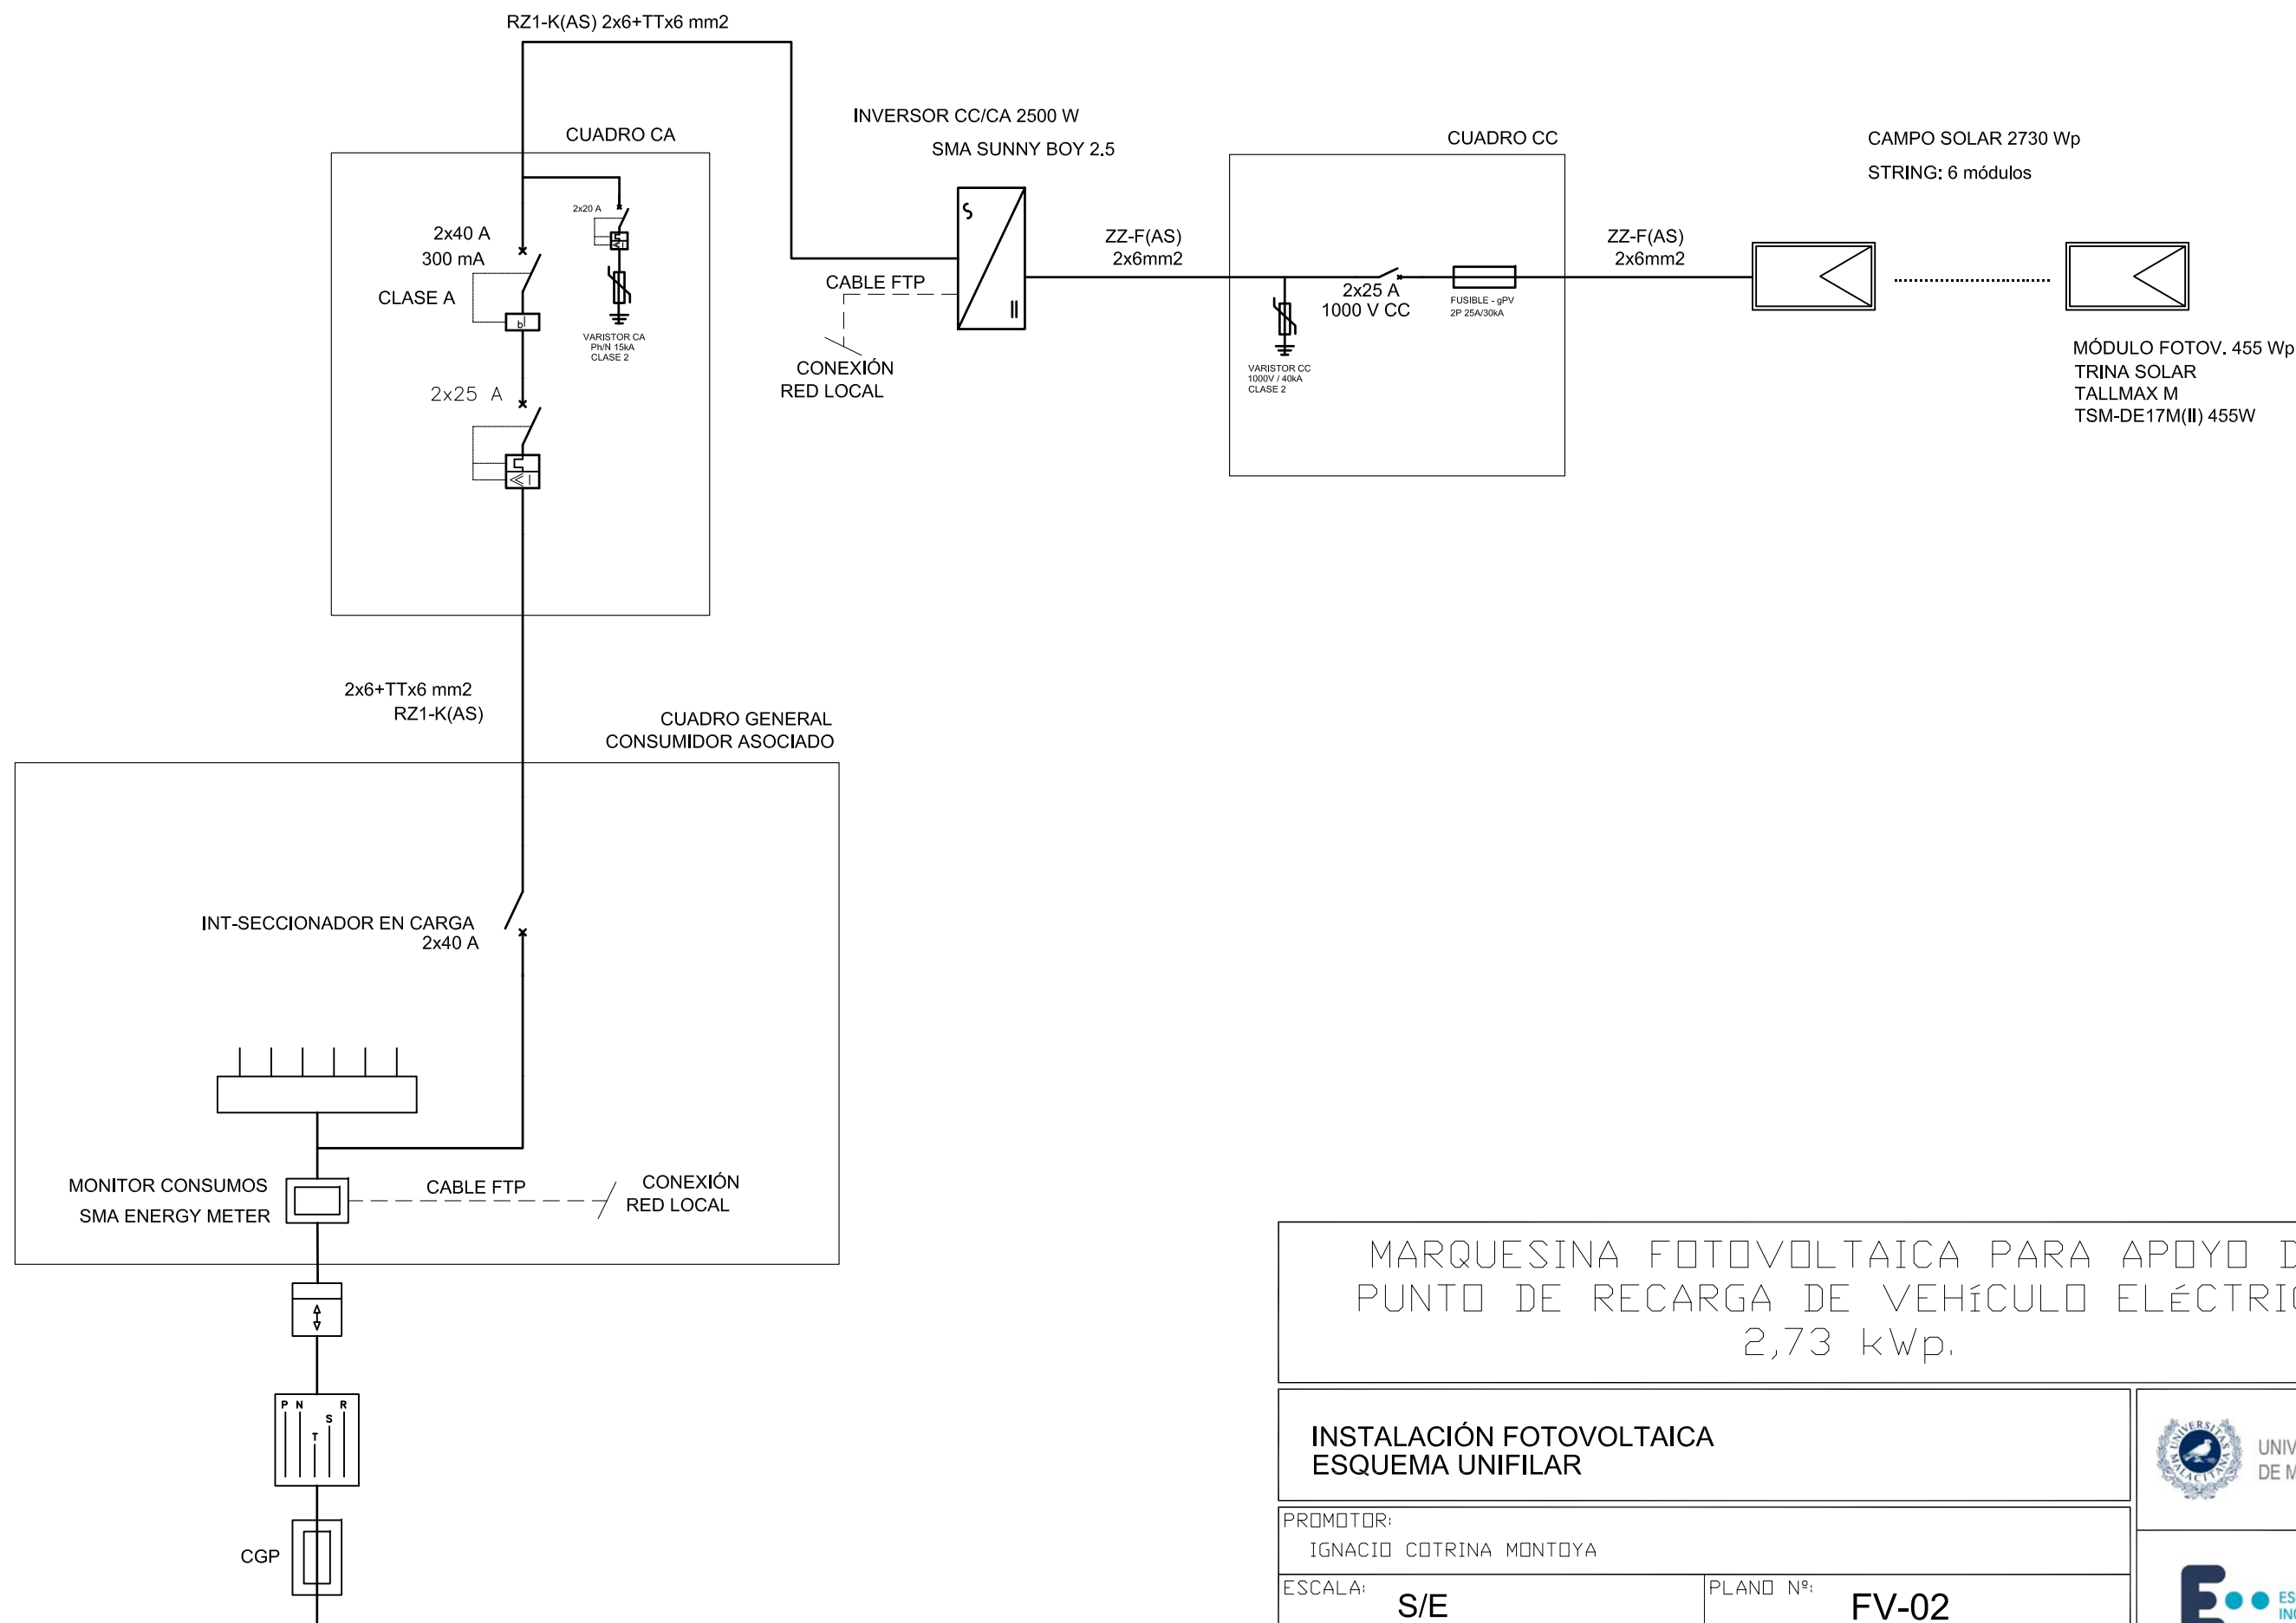 RZ1-K(AS) 2x6+TTx6 mm2
INVERSOR CC/CA 2500 W
SMA SUNNY BOY 2.5
CUADRO CA
CUADRO CC
CAMPO SOLAR 2730 Wp
STRING: 6 módulos
2x20 A
2x40 A
300 mA
CLASE A
VARISTOR CA
Ph/N 15kA
CLASE 2
2x25 A
CABLE FTP
CONEXIÓN
RED LOCAL
ZZ-F(AS)
2x6mm2
VARISTOR CC
1000V / 40kA
CLASE 2
2x25 A
1000 V CC
FUSIBLE - gPV
2P 25A/30kA
ZZ-F(AS)
2x6mm2
MÓDULO FOTOV. 455 Wp
TRINA SOLAR
TALLMAX M
TSM-DE17M(II) 455W
2x6+TTx6 mm2
RZ1-K(AS)
CUADRO GENERAL
CONSUMIDOR ASOCIADO
INT-SECCIONADOR EN CARGA
2x40 A
MONITOR CONSUMOS
SMA ENERGY METER
CABLE FTP
CONEXIÓN
RED LOCAL
P N T S R
CGP
MARQUESINA FOTOVOLTAICA PARA APOYO
PUNTO DE RECARGA DE VEHíCULO ELéCTRI
2,73 kWp.
INSTALACIÓN FOTOVOLTAICA
ESQUEMA UNIFILAR
PROMOTOR:
IGNACIO COTRINA MONTOYA
ESCALA:
S/E
PLANO Nº:
FV-02
UNIV
DE M
UNIVERSITAS MALACITANA
ES